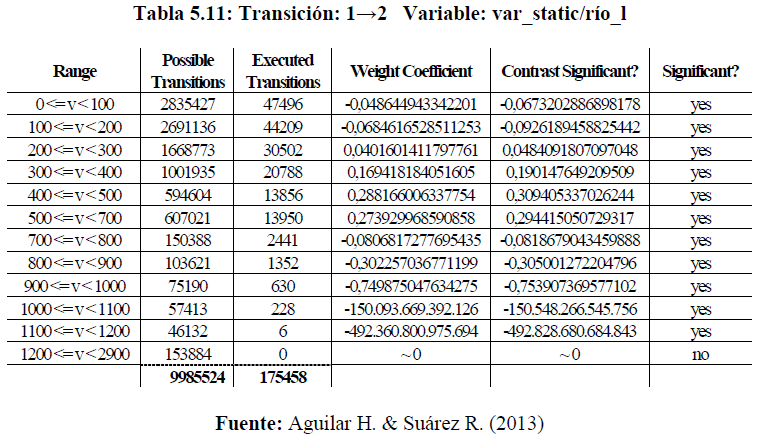 Tabla 5.11: Transición: 1→2 Variable: var_static/río_l
Range Possible Transitions Executed Transitions Weight Coefficient Contrast Significant? Significant?
0<=v<100 2835427 47496 -0,048644943342201 -0,0673202886898178 yes
100<=v<200 2691136 44209 -0,0684616528511253 -0,0926189458825442 yes
200<=v<300 1668773 30502 0,0401601411797761 0,0484091807097048 yes
300<=v<400 1001935 20788 0,169418184051605 0,190147649209509 yes
400<=v<500 594604 13856 0,288166006337754 0,309405337026244 yes
500<=v<700 607021 13950 0,273929968590858 0,294415050729317 yes
700<=v<800 150388 2441 -0,0806817277695435 -0,0818679043459888 yes
800<=v<900 103621 1352 -0,302257036771199 -0,305001272204796 yes
900<=v<1000 75190 630 -0,749875047634275 -0,753907369577102 yes
1000<=v<1100 57413 228 -150.093.669.392.126 -150.548.266.545.756 yes
1100<=v<1200 46132 6 -492.360.800.975.694 -492.828.680.684.843 yes
1200<=v<2900 153884 0 ~0 ~0 no
9985524 175458
Fuente: Aguilar H. & Suárez R. (2013)